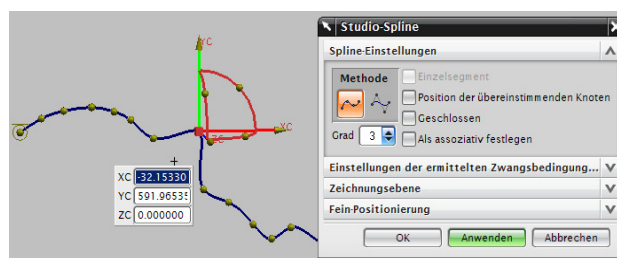 YC
XC
ZC
XC -32.15330
YC 591.96535
ZC 0.000000
Studio-Spline
Spline-Einstellungen
Methode
Einzelsegment
Position der übereinstimmenden Knoten
Geschlossen
Grad 3
Als assoziativ festlegen
Einstellungen der ermittelten Zwangsbedingung...
Zeichnungsebene
Fein-Positionierung
OK Anwenden Abbrechen